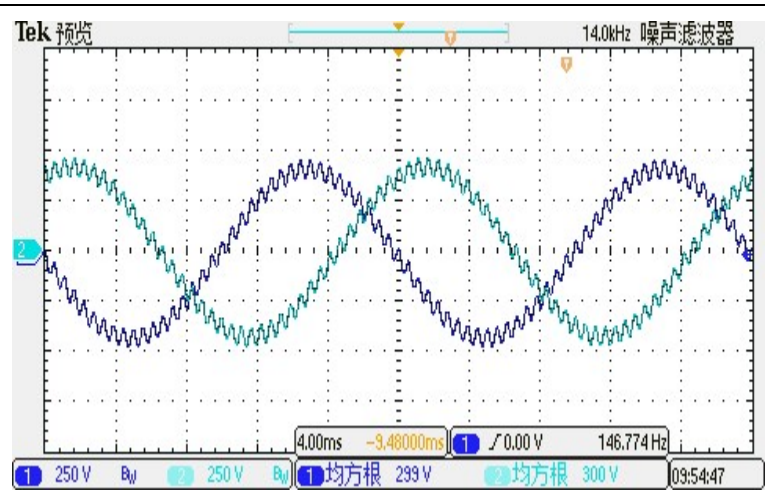 Tek 预览 14.0kHz 噪声滤波器
T
T
2
4.00ms -9.48000ms 1 0.00 V 146.774 Hz
1 250 V BW 2 250 V BW 1 均方根 299 V 2 均方根 300 V 09:54:47